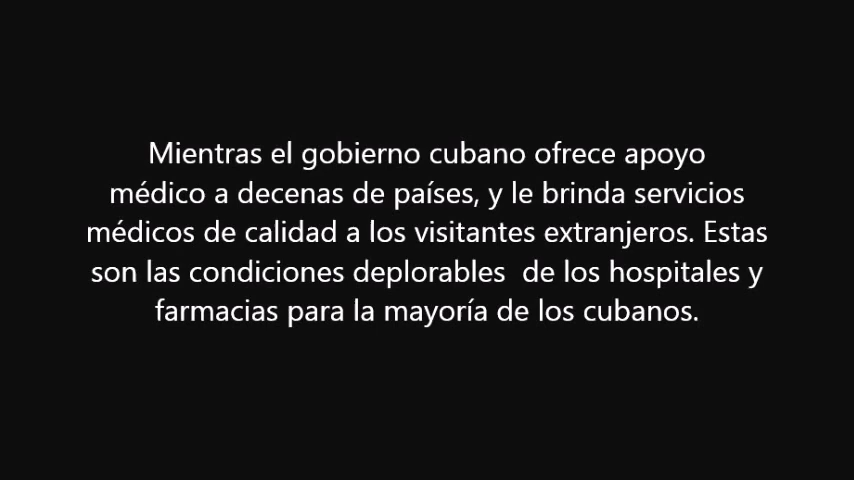 Mientras el gobierno cubano ofrece apoyo
médico a decenas de países, y le brinda servicios
médicos de calidad a los visitantes extranjeros. Estas
son las condiciones deplorables  de los hospitales y
farmacias para la mayoría de los cubanos.